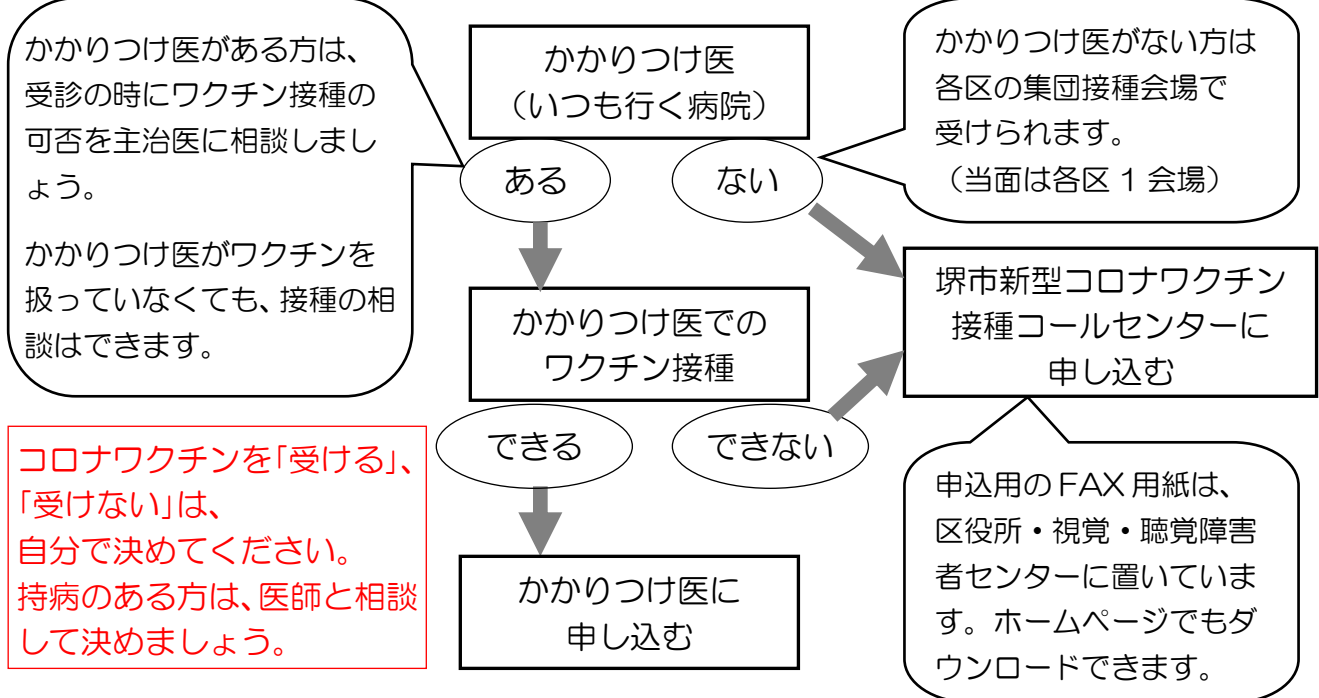 かかりつけ医がある方は、
受診の時にワクチン接種の
可否を主治医に相談しまし
ょう。
かかりつけ医がワクチンを
扱っていなくても、接種の相
談はできます。
かかりつけ医
（いつも行く病院）
ある
ない
かかりつけ医がない方は
各区の集団接種会場で
受けられます。
（当面は各区 1 会場）
かかりつけ医での
ワクチン接種
堺市新型コロナワクチン
接種コールセンターに
申し込む
できる
できない
コロナワクチンを｢受ける｣、
｢受けない｣は、
自分で決めてください。
持病のある方は、医師と相談
して決めましょう。
かかりつけ医に
申し込む
申込用の FAX 用紙は、
区役所・視覚・聴覚障害
者センターに置いていま
す。ホームページでもダ
ウンロードできます。